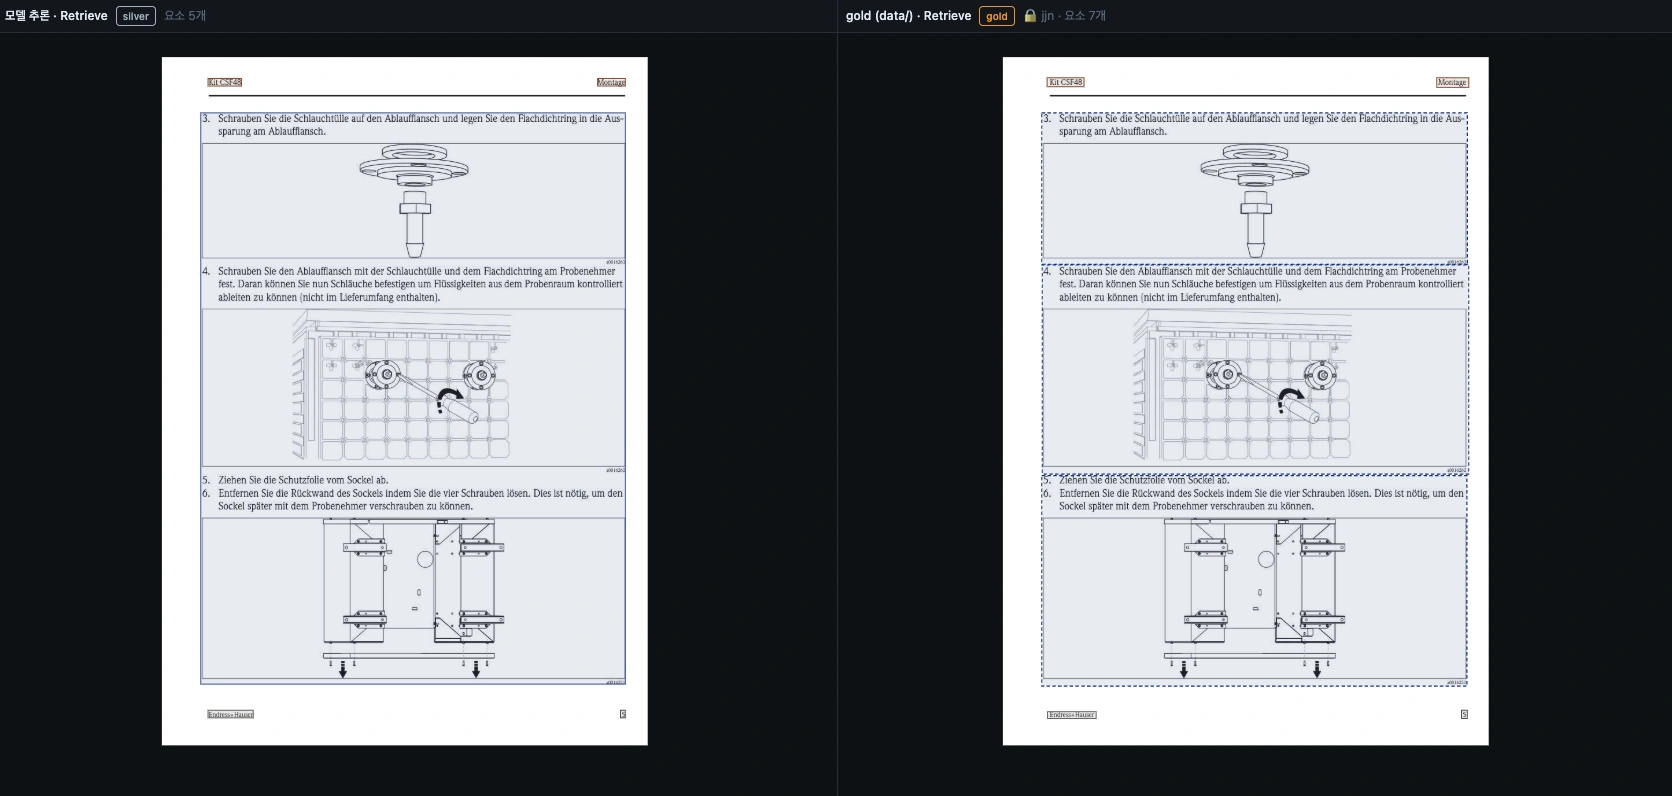 모델 추론 · Retrieve silver 요소 5개
Kit CSF48 Montage
3. Schrauben Sie die Schlauchtülle auf den Ablaufflansch und legen Sie den Flachdichtring in die Aus-
sparung am Ablaufflansch.
4. Schrauben Sie den Ablaufflansch mit der Schlauchtülle und dem Flachdichtring am Probenehmer
fest. Daran können Sie nun Schläuche befestigen um Flüssigkeiten aus dem Probenraum kontrolliert
ableiten zu können (nicht im Lieferumfang enthalten).
5. Ziehen Sie die Schutzfolie vom Sockel ab.
6. Entfernen Sie die Rückwand des Sockels indem Sie die vier Schrauben lösen. Dies ist nötig, um den
Sockel später mit dem Probenehmer verschrauben zu können.
Endress+Hauser 5
gold (data/) · Retrieve gold jjn · 요소 7개
Kit CSF48 Montage
3. Schrauben Sie die Schlauchtülle auf den Ablaufflansch und legen Sie den Flachdichtring in die Aus-
sparung am Ablaufflansch.
4. Schrauben Sie den Ablaufflansch mit der Schlauchtülle und dem Flachdichtring am Probenehmer
fest. Daran können Sie nun Schläuche befestigen um Flüssigkeiten aus dem Probenraum kontrolliert
ableiten zu können (nicht im Lieferumfang enthalten).
5. Ziehen Sie die Schutzfolie vom Sockel ab.
6. Entfernen Sie die Rückwand des Sockels indem Sie die vier Schrauben lösen. Dies ist nötig, um den
Sockel später mit dem Probenehmer verschrauben zu können.
Endress+Hauser 5